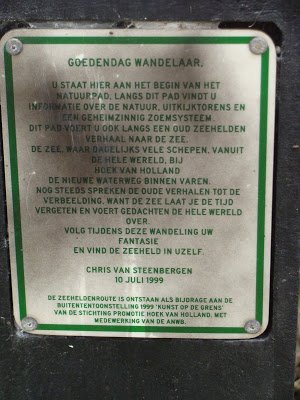 GOEDENDAG WANDELAAR,
U STAAT HIER AAN HET BEGIN VAN HET
NATUURPAD. LANGS DIT PAD VINDT U
INFORMATIE OVER DE NATUUR, UITKIJKTORENS EN
EEN GEHEIMZINNIG ZOEMSYSTEEM.
DIT PAD VOERT U OOK LANGS EEN OUD ZEEHELDEN
VERHAAL NAAR DE ZEE.
DE ZEE, WAAR DAGELIJKS VELE SCHEPEN, VANUIT
DE HELE WERELD, BIJ
HOEK VAN HOLLAND
DE NIEUWE WATERWEG BINNEN VAREN.
NOG STEEDS SPREKEN DE OUDE VERHALEN TOT DE
VERBEELDING. WANT DE ZEE LAAT JE DE TIJD
VERGETEN EN VOERT GEDACHTEN DE HELE WERELD
OVER.
VOLG TIJDENS DEZE WANDELING UW
FANTASIE
EN VIND DE ZEEHELD IN UZELF.
CHRIS VAN STEENBERGEN
10 JULI 1999
DE ZEEHELDENROUTE IS ONTSTAAN ALS BIJDRAGE AAN DE
BUITENTENTOONSTELLING 1999 'KUNST OP DE GRENS'
VAN DE STICHTING PROMOTIE HOEK VAN HOLLAND, MET
MEDEWERKING VAN DE ANWB.